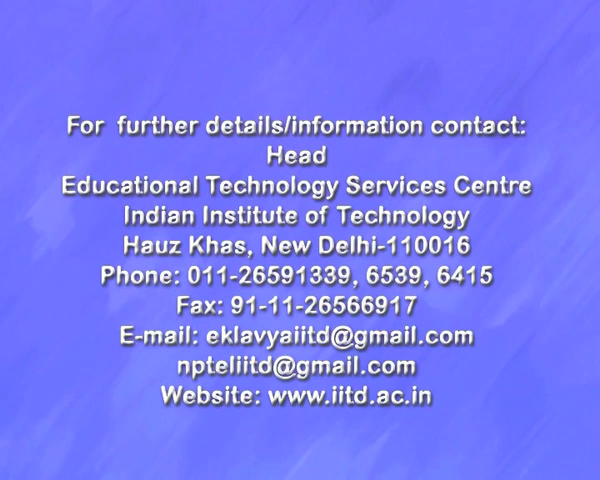 For further details/information contact:
Head
Educational Technology Services Centre
Indian Institute of Technology
Hauz Khas, New Delhi-110016
Phone: 011-26591339, 6539, 6415
Fax: 91-11-26566917
E-mail: eklavyaiitd@gmail.com
npteliitd@gmail.com
Website: www.iitd.ac.in